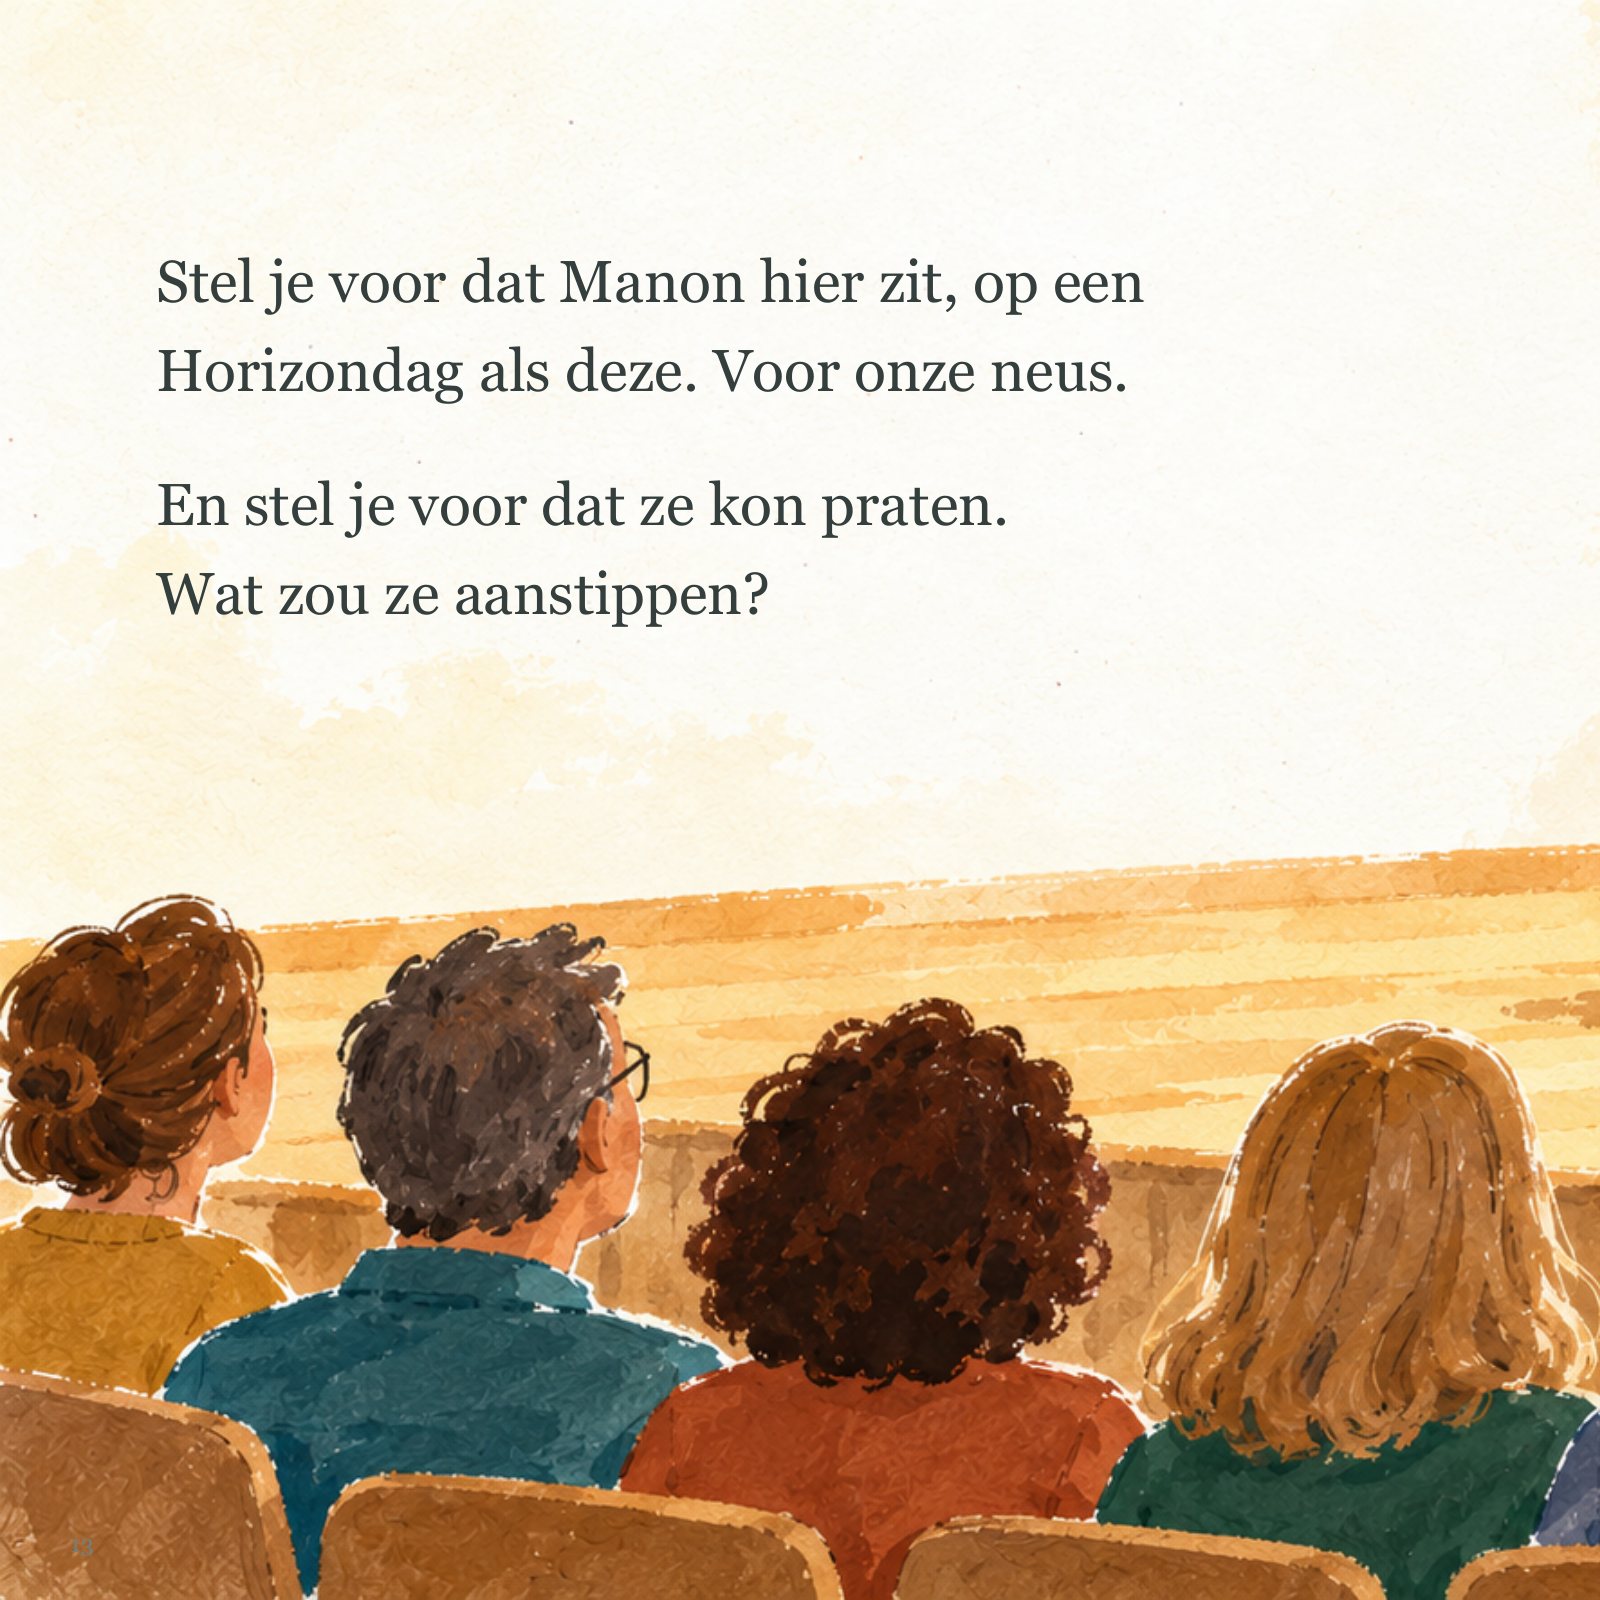 Stel je voor dat Manon hier zit, op een
Horizondag als deze. Voor onze neus.
En stel je voor dat ze kon praten.
Wat zou ze aanstippen?
13